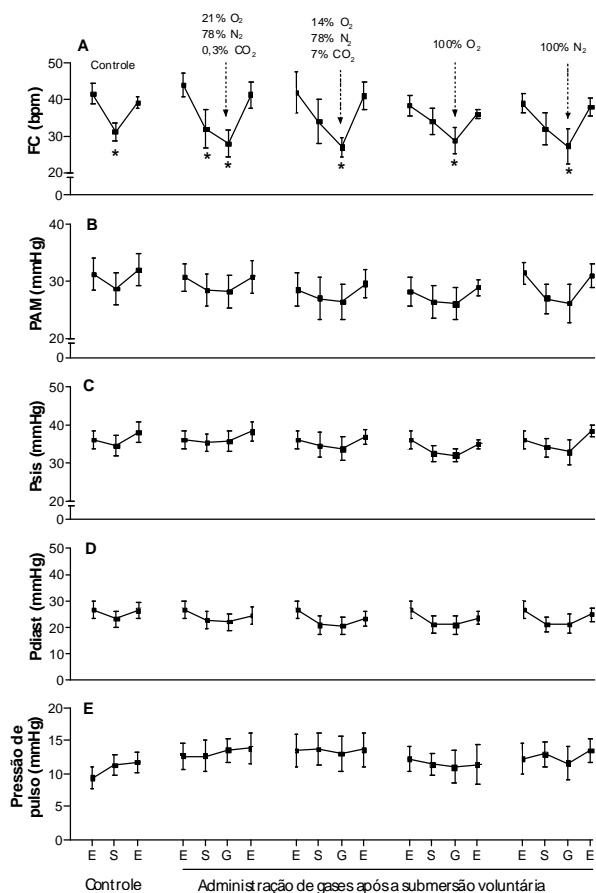 21% O₂
78% N₂
0,3% CO₂
14% O₂
78% N₂
7% CO₂
100% O₂
100% N₂
A
Controle
FC (bpm)
50
40
30
20
0
* * * * * *
B
PAM (mmHg)
40
30
20
0
C
Psis (mmHg)
50
40
30
20
0
D
Pdiast (mmHg)
50
40
30
20
10
0
E
Pressão de
pulso (mmHg)
20
15
10
5
0
E S E E S G E E S G E E S G E E S G E
Controle
Administração de gases após a submersão voluntária